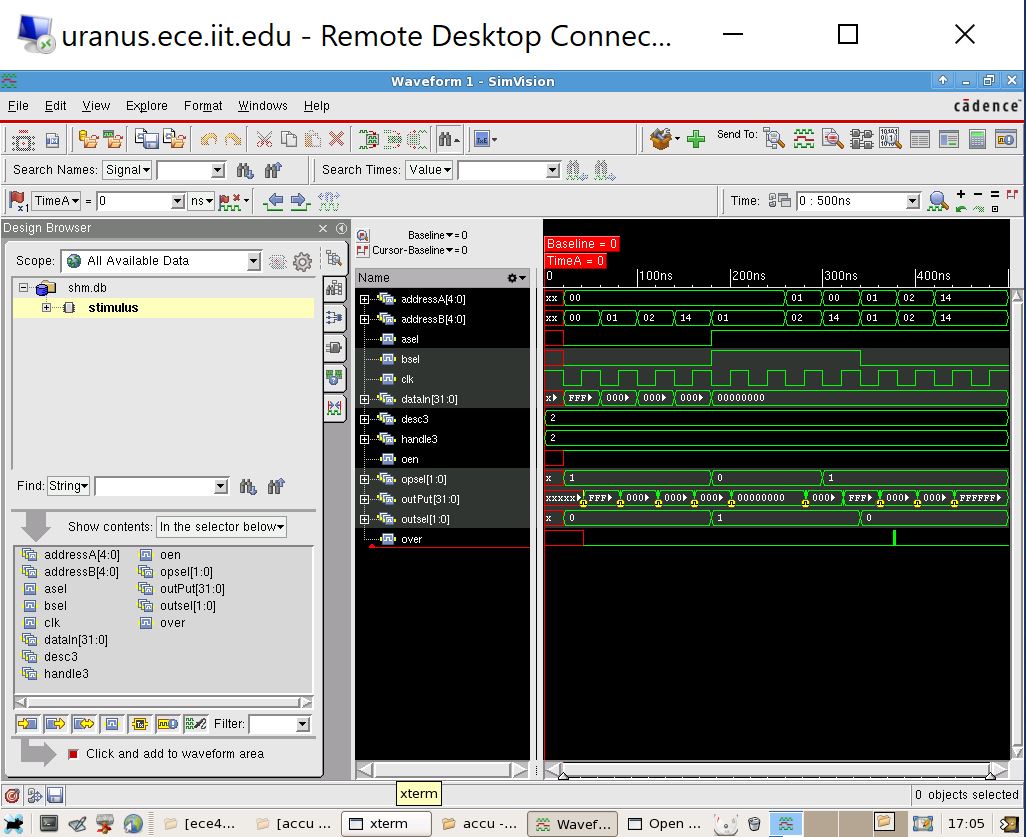 uranus.ece.iit.edu - Remote Desktop Connec...
Waveform 1 - SimVision
File Edit View Explore Format Windows Help
cādence
Send To:
Search Names: Signal Search Times: Value
TimeA = 0 ns Time: 0 : 500ns
Design Browser
Scope: All Available Data
shm.db
stimulus
Find: String
Show contents: In the selector below
addressA[4:0] oen
addressB[4:0] opsel[1:0]
asel outPut[31:0]
bsel outsel[1:0]
clk over
dataIn[31:0]
desc3
handle3
Filter:
Click and add to waveform area
Baseline = 0
Cursor-Baseline = 0
Name
Baseline = 0
TimeA = 0
0 100ns 200ns 300ns 400ns
addressA[4:0] xx 00 01 00 01 02 14
addressB[4:0] xx 00 01 02 14 01 02 14 01 02 14
asel
bsel
clk
dataIn[31:0] x FFF 000 000 000 00000000
desc3 2
handle3 2
oen
opsel[1:0] x 1 0 1
outPut[31:0] xxxxx FFF 000 000 000 00000000 000 FFF 000 000 FFFFFFF
outsel[1:0] x 0 1 0
over
xterm
0 objects selected
[ece4... [accu ... xterm accu -... Wavef... Open ... 17:05